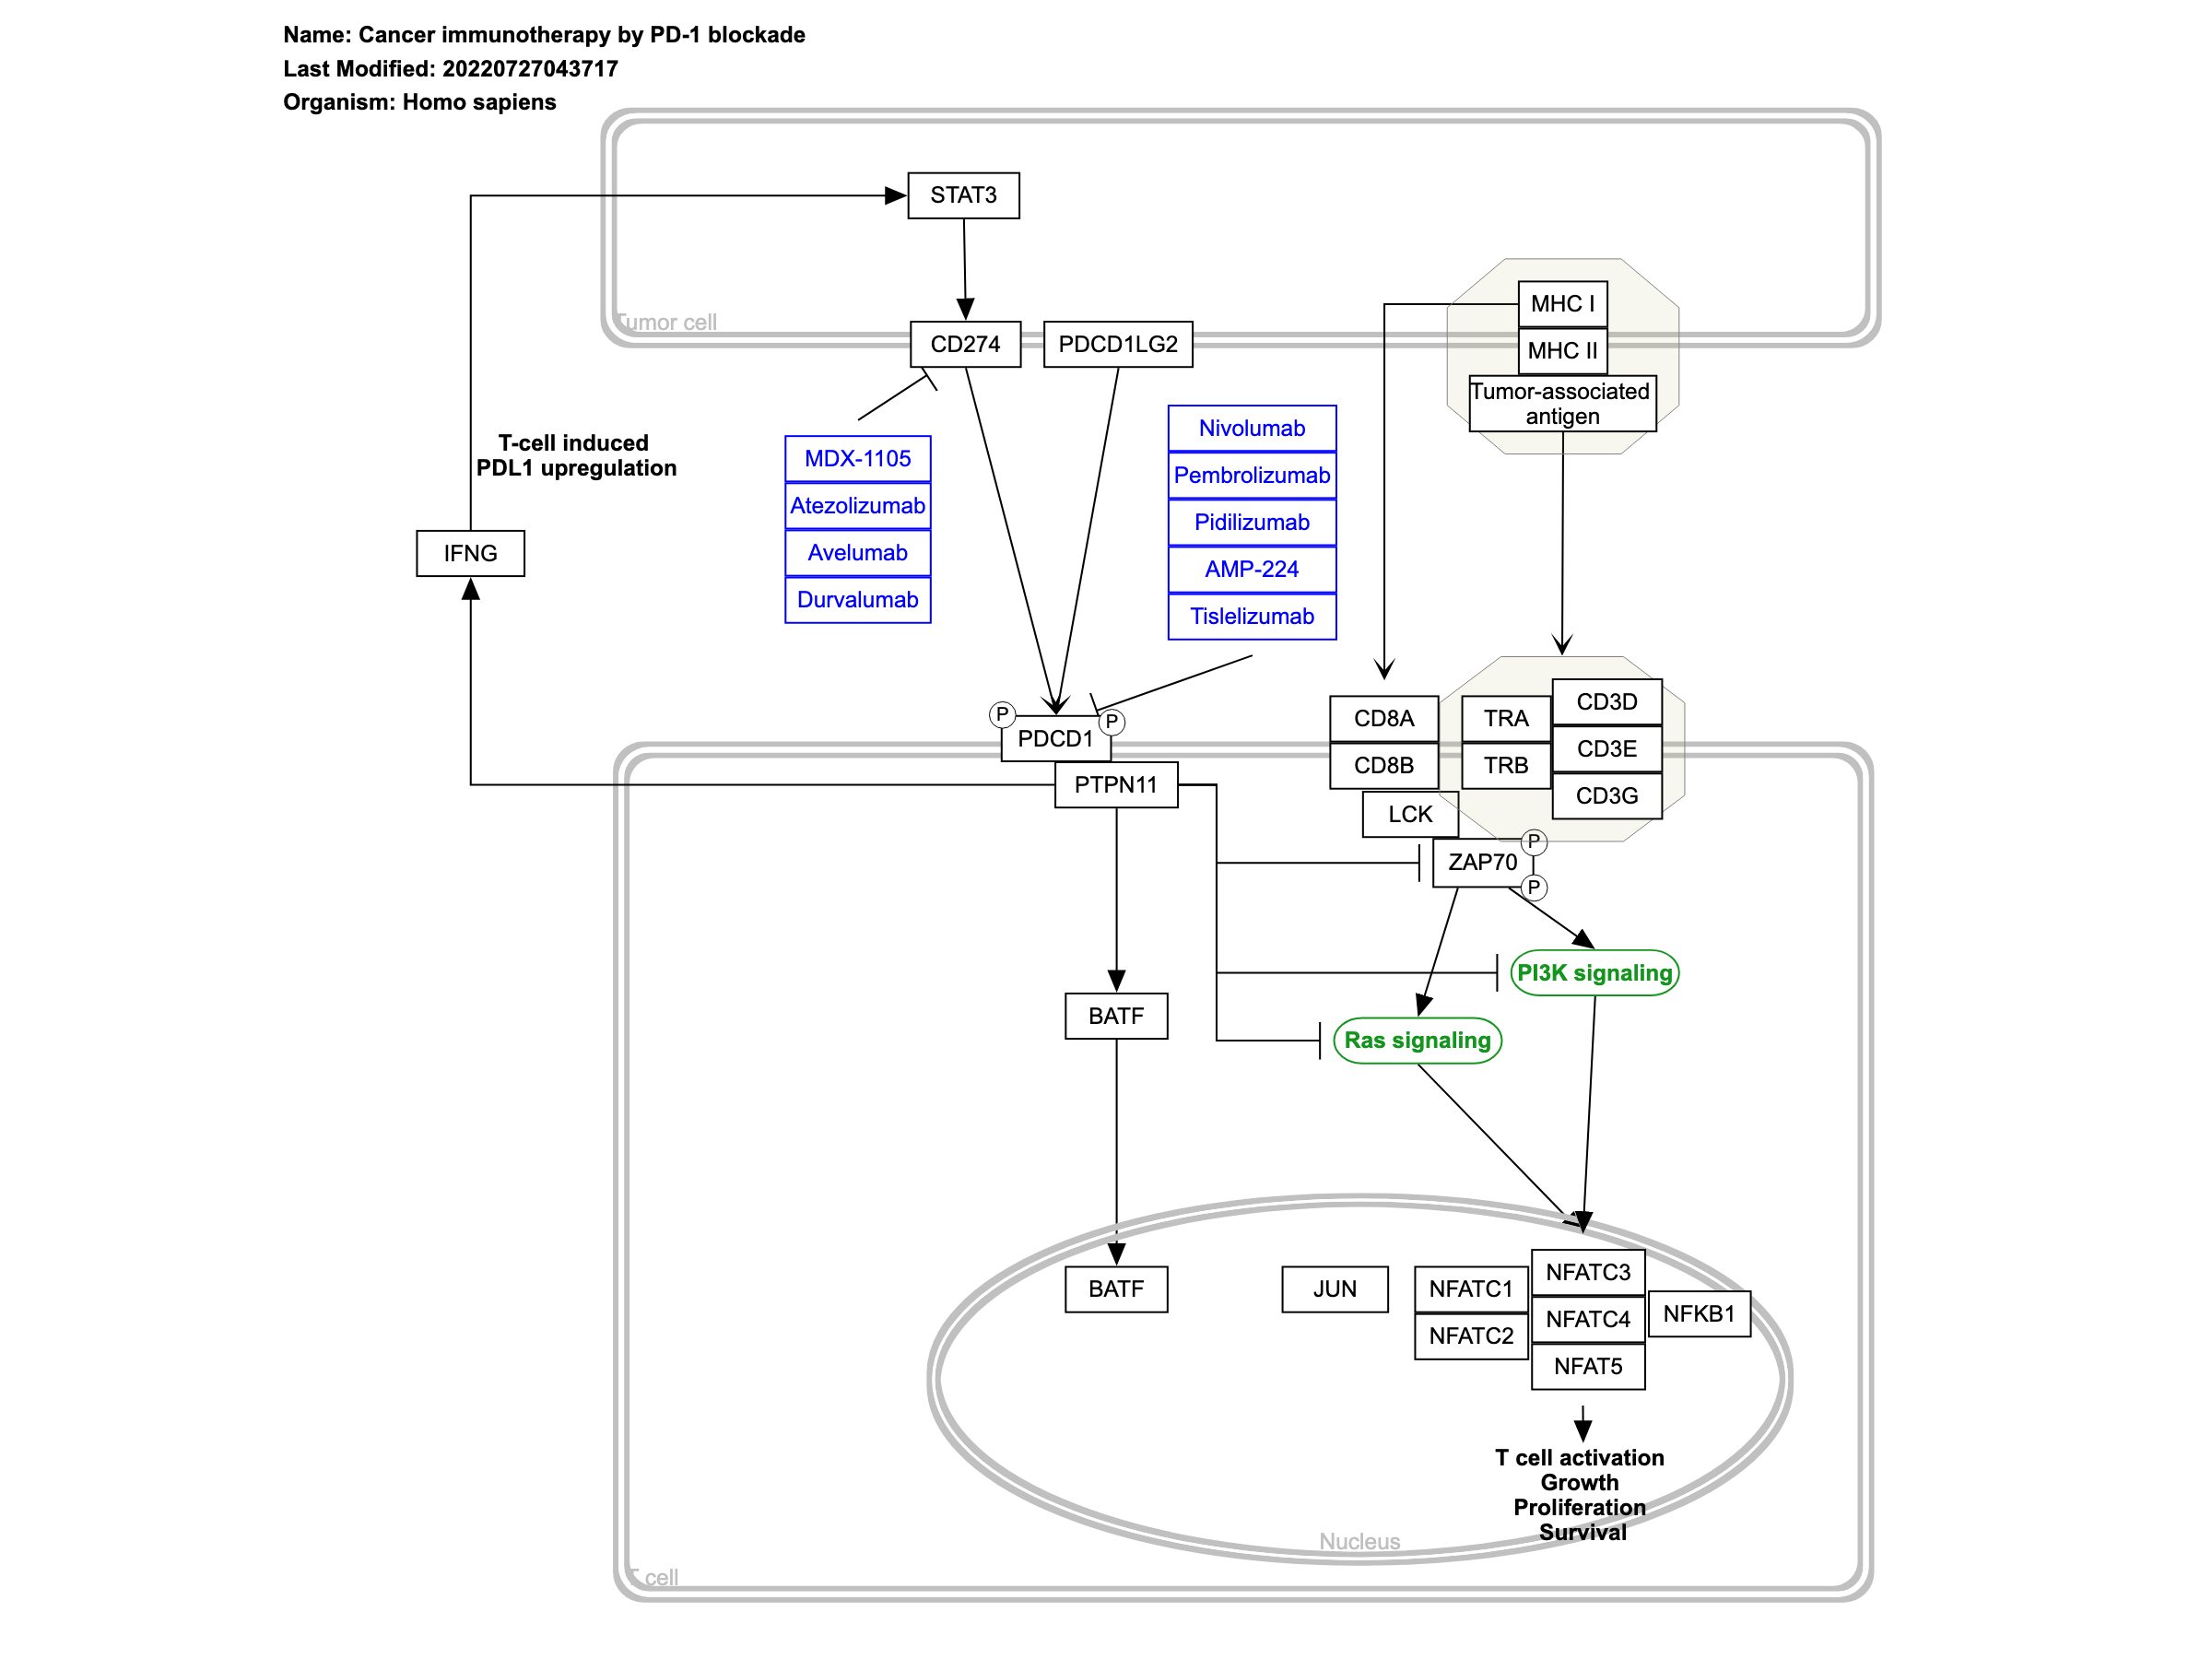 Name: Cancer immunotherapy by PD-1 blockade
Last Modified: 20220727043717
Organism: Homo sapiens
STAT3
Tumor cell
CD274
PDCD1LG2
MHC I
MHC II
Tumor-associated
antigen
T-cell induced
PDL1 upregulation
IFNG
MDX-1105
Atezolizumab
Avelumab
Durvalumab
Nivolumab
Pembrolizumab
Pidilizumab
AMP-224
Tislelizumab
P
P
PDCD1
PTPN11
CD8A
CD8B
TRA
TRB
CD3D
CD3E
CD3G
LCK
ZAP70
P
P
PI3K signaling
Ras signaling
BATF
BATF
JUN
NFATC1
NFATC2
NFATC3
NFATC4
NFAT5
NFKB1
T cell activation
Growth
Proliferation
Survival
Nucleus
T cell